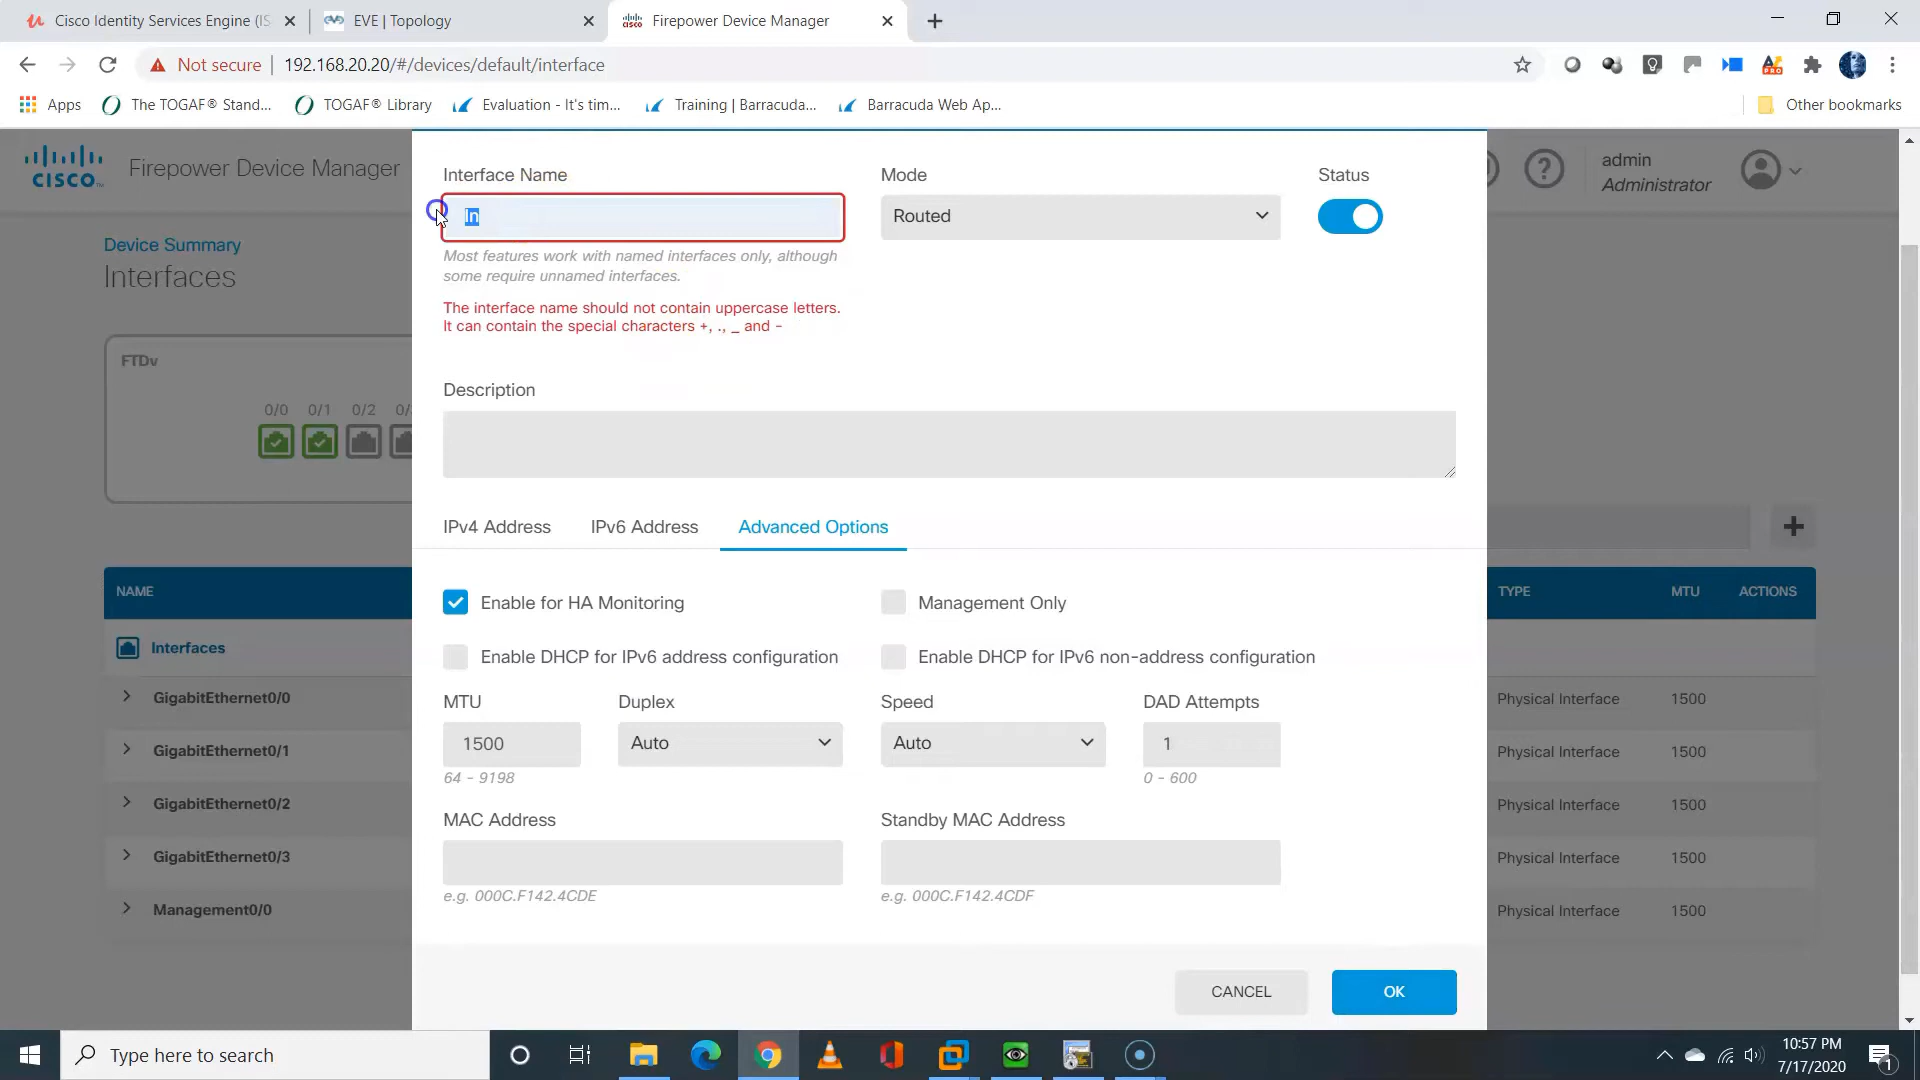 Cisco Identity Services Engine (IS
EVE | Topology
Firepower Device Manager
Not secure | 192.168.20.20/#/devices/default/interface
Apps
The TOGAF® Stand...
TOGAF® Library
Evaluation - It's tim...
Training | Barracuda...
Barracuda Web Ap...
Other bookmarks
CISCO
Firepower Device Manager
admin
Administrator
Device Summary
Interfaces
FTDv
0/0 0/1 0/2
Interface Name
In
Most features work with named interfaces only, although
some require unnamed interfaces.
The interface name should not contain uppercase letters.
It can contain the special characters +, ., _ and -
Mode
Routed
Status
Description
IPv4 Address
IPv6 Address
Advanced Options
Enable for HA Monitoring
Management Only
Enable DHCP for IPv6 address configuration
Enable DHCP for IPv6 non-address configuration
MTU
1500
64 - 9198
Duplex
Auto
Speed
Auto
DAD Attempts
1
0 - 600
MAC Address
e.g. 000C.F142.4CDE
Standby MAC Address
e.g. 000C.F142.4CDF
CANCEL
OK
NAME TYPE MTU ACTIONS
Interfaces
GigabitEthernet0/0 Physical Interface 1500
GigabitEthernet0/1 Physical Interface 1500
GigabitEthernet0/2 Physical Interface 1500
GigabitEthernet0/3 Physical Interface 1500
Management0/0 Physical Interface 1500
Type here to search
10:57 PM
7/17/2020
1